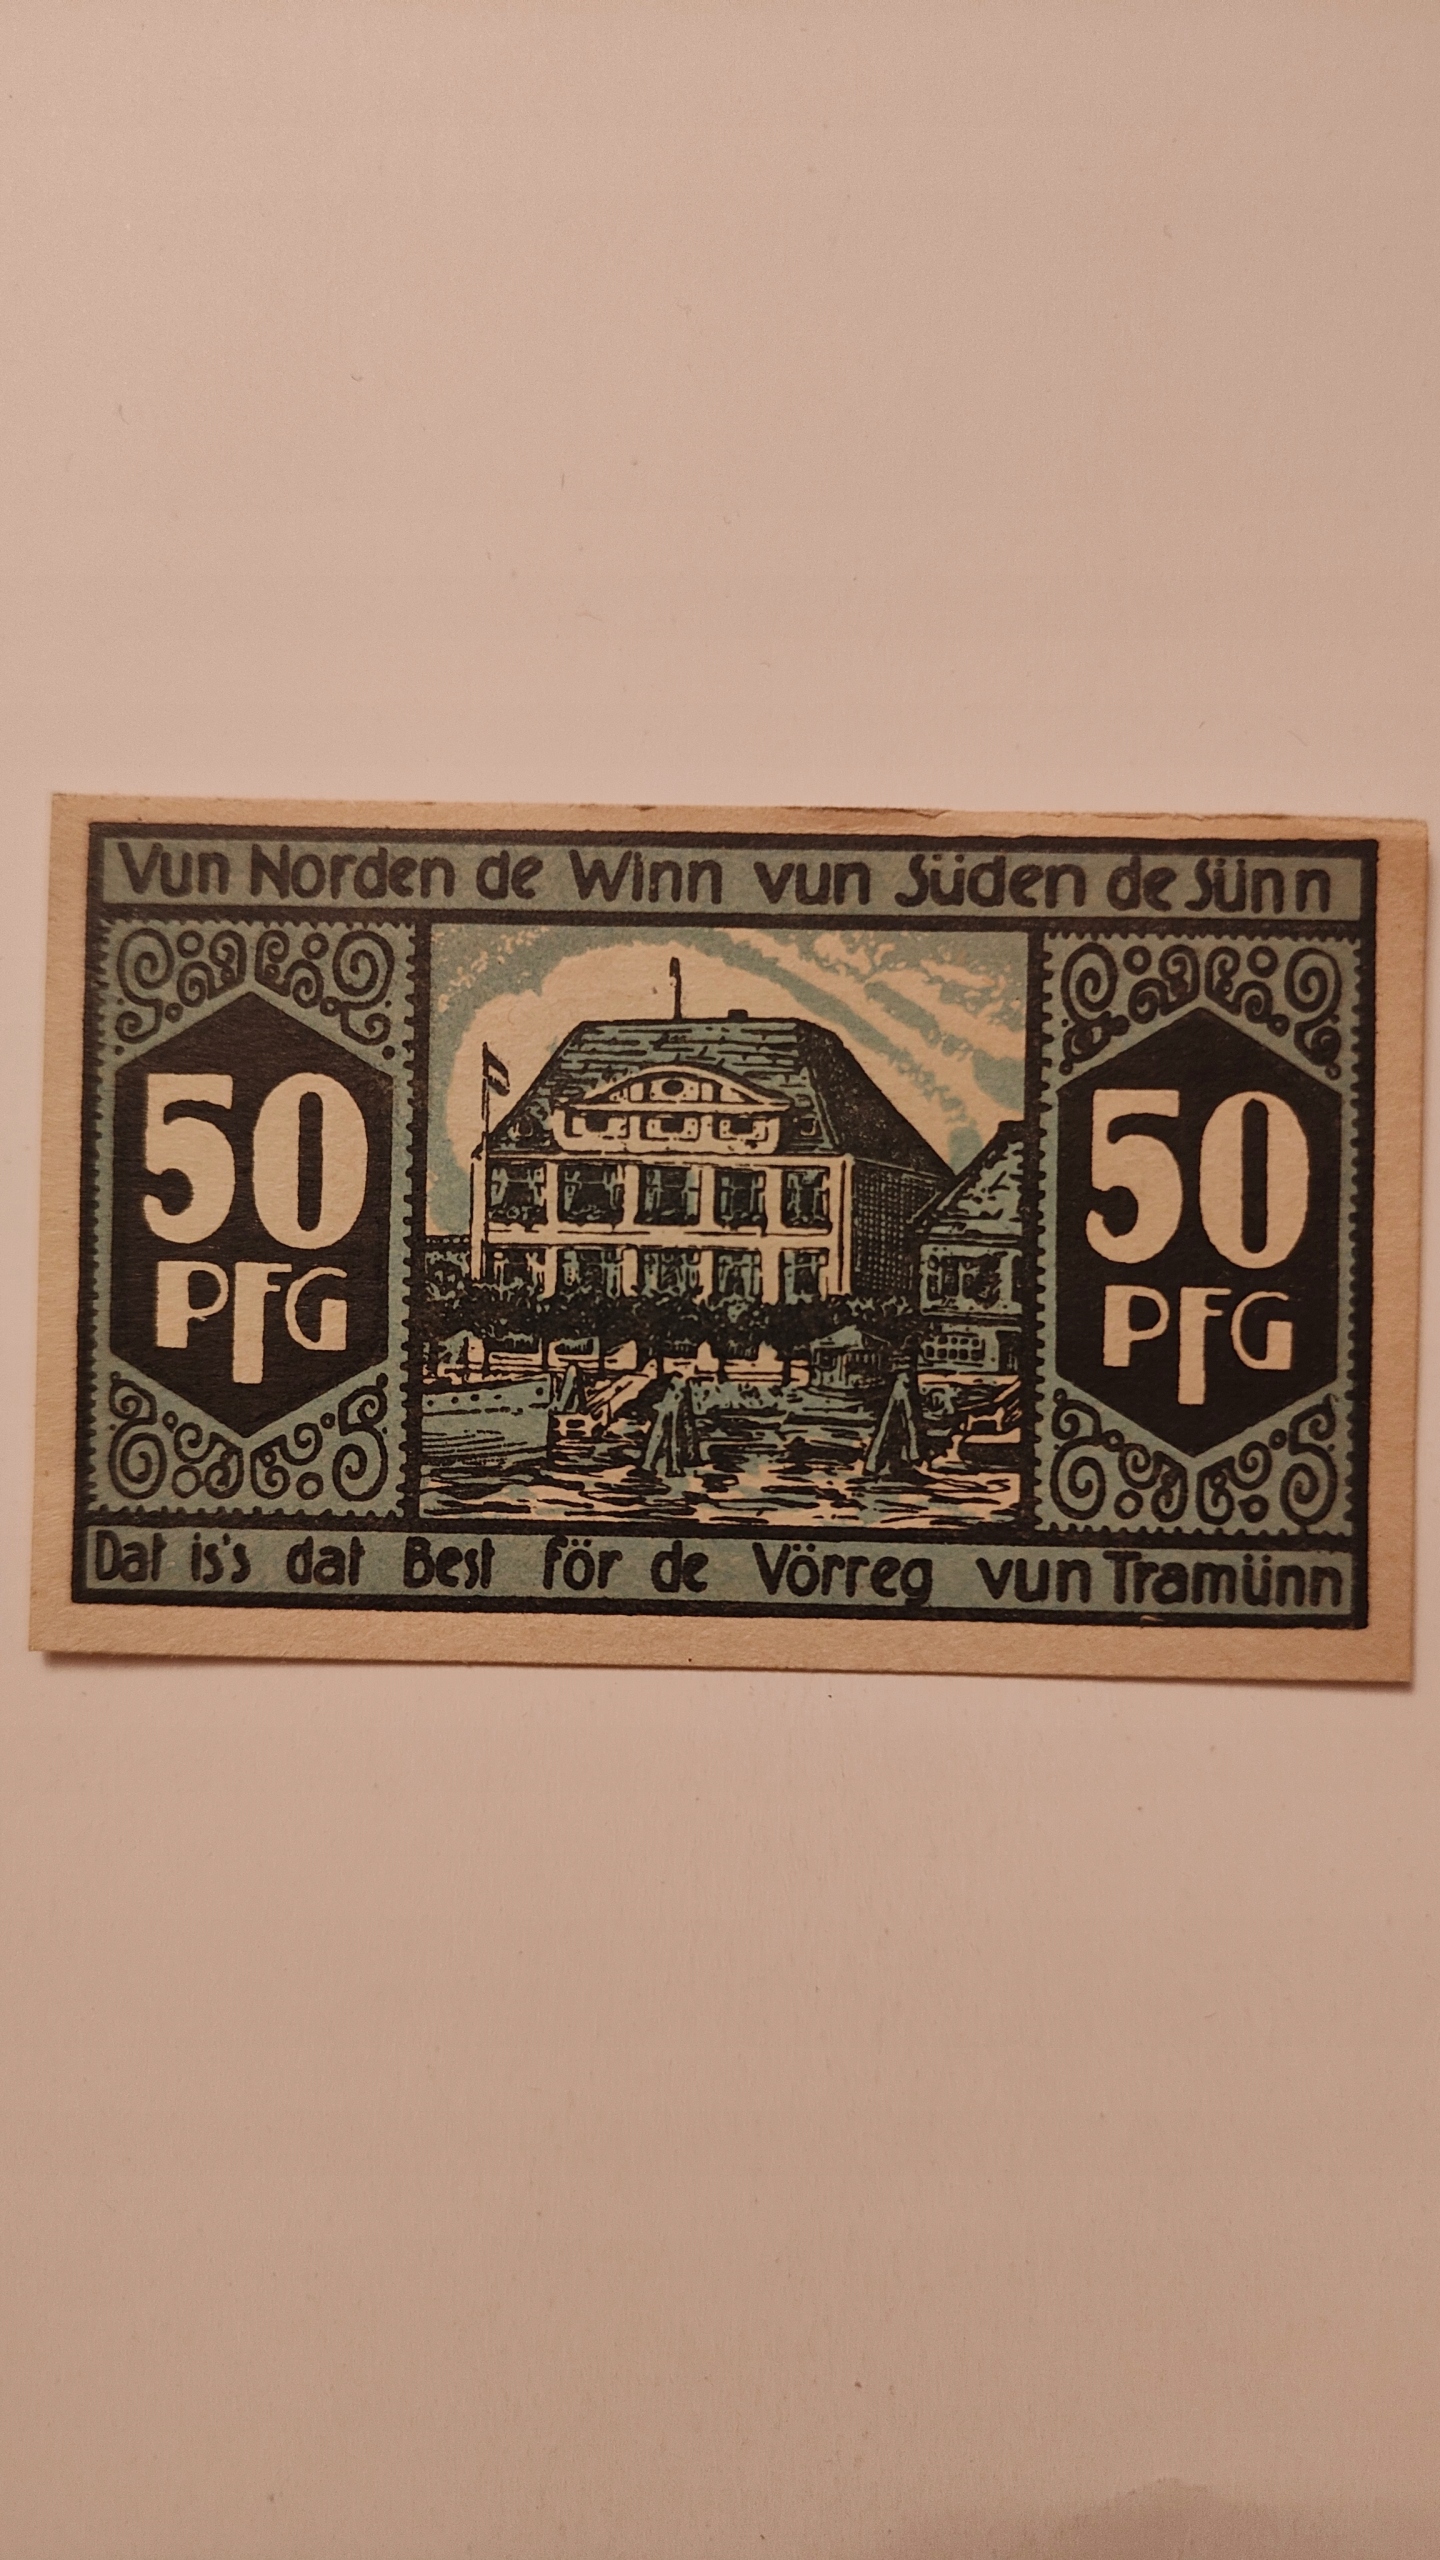 Vun Norden de Winn vun Süden de Sünn
50
PFG
50
PFG
Dat is's dat Best för de Vörreg vun Tramünn